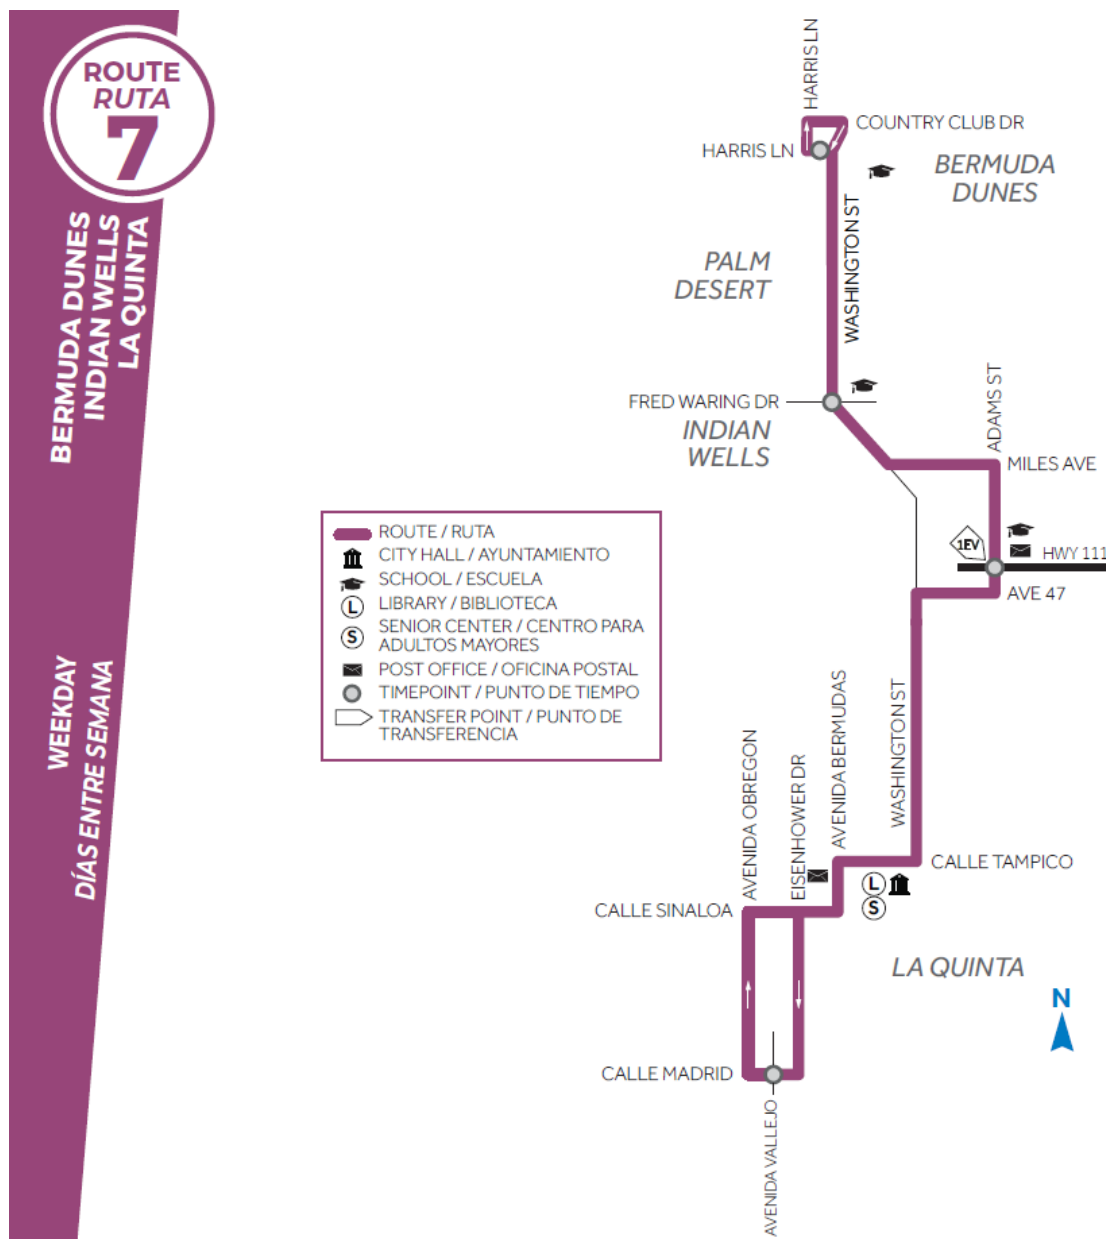 ROUTE
RUTA
7
BERMUDA DUNES
INDIAN WELLS
LA QUINTA
WEEKDAY
DÍAS ENTRE SEMANA
HARRIS LN
COUNTRY CLUB DR
HARRIS LN
BERMUDA
DUNES
WASHINGTON ST
PALM
DESERT
FRED WARING DR
INDIAN
WELLS
ADAMS ST
MILES AVE
1EV
HWY 111
AVE 47
ROUTE / RUTA
CITY HALL / AYUNTAMIENTO
SCHOOL / ESCUELA
L LIBRARY / BIBLIOTECA
S SENIOR CENTER / CENTRO PARA
ADULTOS MAYORES
POST OFFICE / OFICINA POSTAL
TIMEPOINT / PUNTO DE TIEMPO
TRANSFER POINT / PUNTO DE
TRANSFERENCIA
AVENIDA OBREGON
EISENHOWER DR
AVENIDA BERMUDAS
WASHINGTON ST
CALLE TAMPICO
L
S
CALLE SINALOA
LA QUINTA
N
CALLE MADRID
AVENIDA VALLEJO